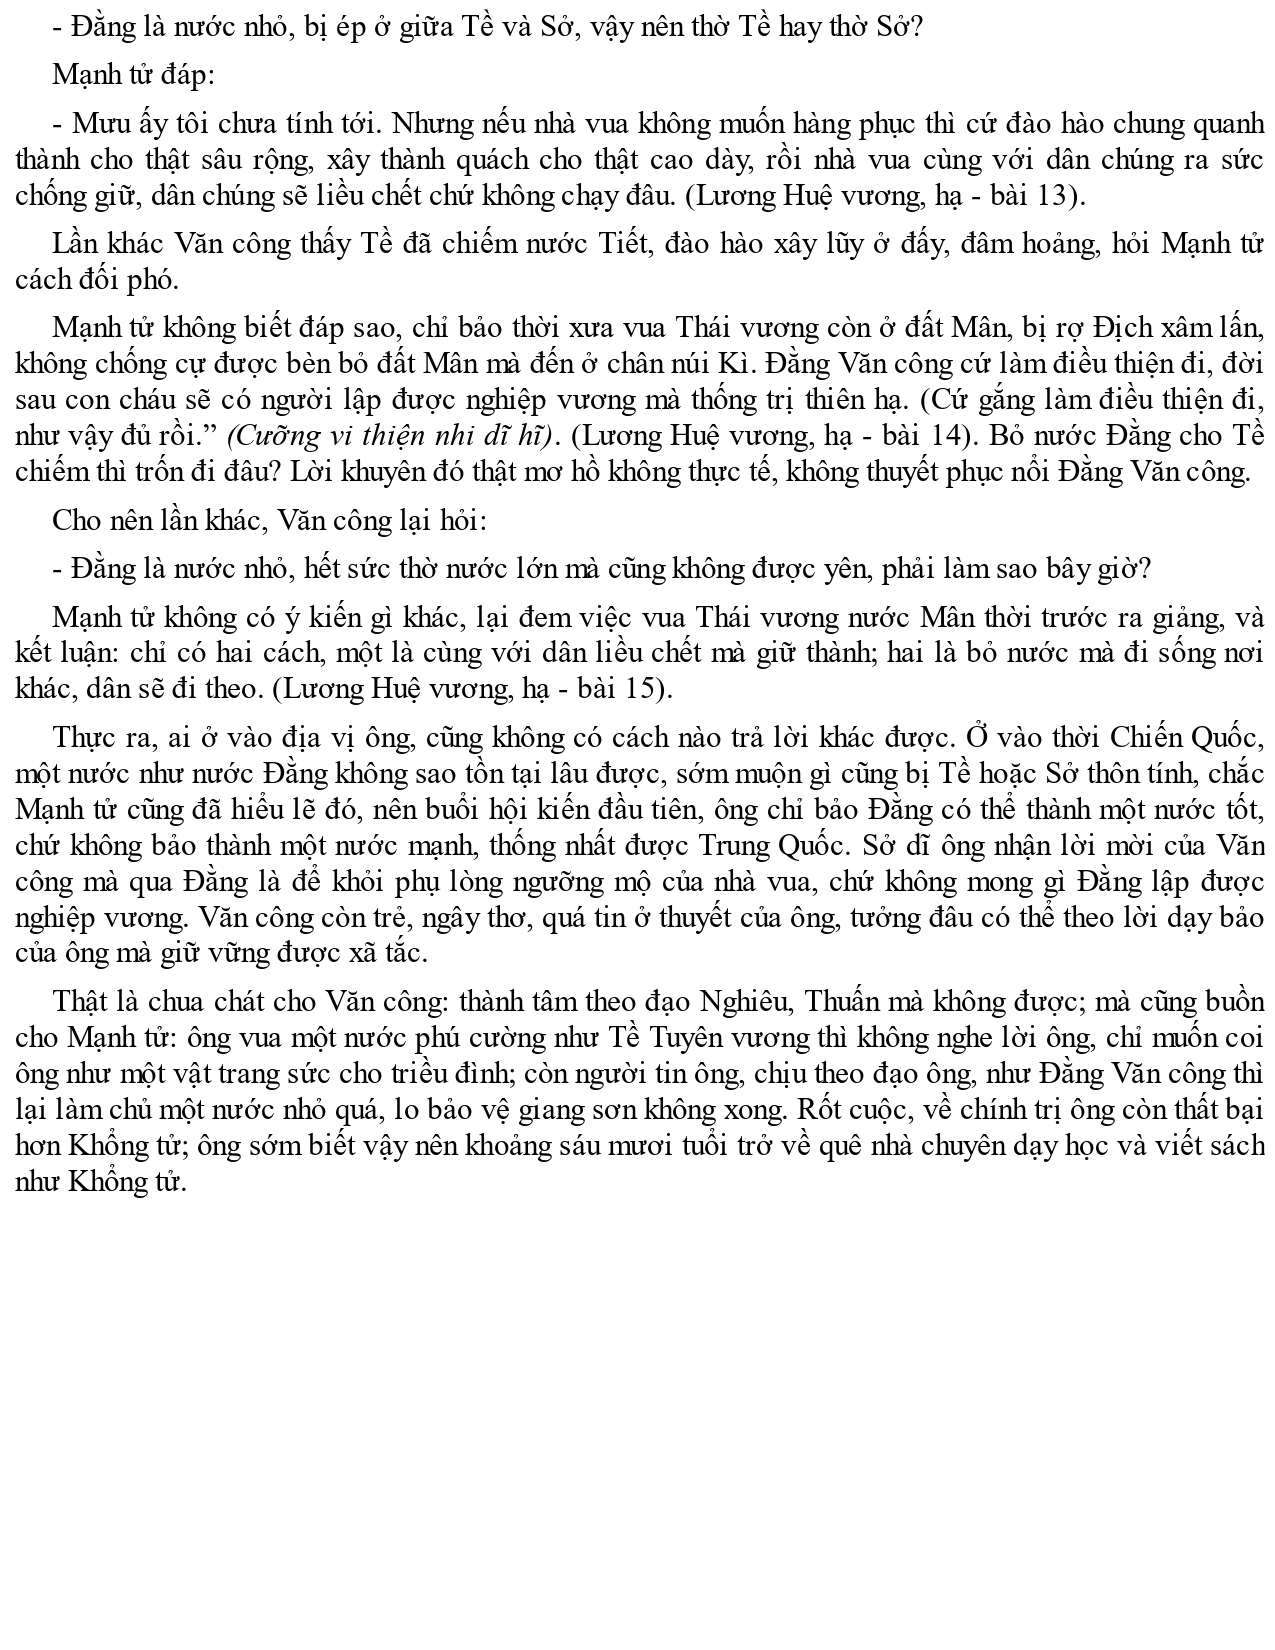 - Đằng là nước nhỏ, bị ép ở giữa Tề và Sở, vậy nên thờ Tề hay thờ Sở?
Mạnh tử đáp:
- Mưu ấy tôi chưa tính tới. Nhưng nếu nhà vua không muốn hàng phục thì cứ đào hào chung quanh
thành cho thật sâu rộng, xây thành quách cho thật cao dày, rồi nhà vua cùng với dân chúng ra sức
chống giữ, dân chúng sẽ liều chết chứ không chạy đâu. (Lương Huệ vương, hạ - bài 13).
Lần khác Văn công thấy Tề đã chiếm nước Tiết, đào hào xây lũy ở đấy, đâm hoảng, hỏi Mạnh tử
cách đối phó.
Mạnh tử không biết đáp sao, chỉ bảo thời xưa vua Thái vương còn ở đất Mân, bị rợ Địch xâm lấn,
không chống cự được bèn bỏ đất Mân mà đến ở chân núi Kì. Đằng Văn công cứ làm điều thiện đi, đời
sau con cháu sẽ có người lập được nghiệp vương mà thống trị thiên hạ. (Cứ gắng làm điều thiện đi,
như vậy đủ rồi.” (Cưỡng vi thiện nhi dĩ hĩ). (Lương Huệ vương, hạ - bài 14). Bỏ nước Đằng cho Tề
chiếm thì trốn đi đâu? Lời khuyên đó thật mơ hồ không thực tế, không thuyết phục nổi Đằng Văn công.
Cho nên lần khác, Văn công lại hỏi:
- Đằng là nước nhỏ, hết sức thờ nước lớn mà cũng không được yên, phải làm sao bây giờ?
Mạnh tử không có ý kiến gì khác, lại đem việc vua Thái vương nước Mân thời trước ra giảng, và
kết luận: chỉ có hai cách, một là cùng với dân liều chết mà giữ thành; hai là bỏ nước mà đi sống nơi
khác, dân sẽ đi theo. (Lương Huệ vương, hạ - bài 15).
Thực ra, ai ở vào địa vị ông, cũng không có cách nào trả lời khác được. Ở vào thời Chiến Quốc,
một nước như nước Đằng không sao tồn tại lâu được, sớm muộn gì cũng bị Tề hoặc Sở thôn tính, chắc
Mạnh tử cũng đã hiểu lẽ đó, nên buổi hội kiến đầu tiên, ông chỉ bảo Đằng có thể thành một nước tốt,
chứ không bảo thành một nước mạnh, thống nhất được Trung Quốc. Sở dĩ ông nhận lời mời của Văn
công mà qua Đằng là để khỏi phụ lòng ngưỡng mộ của nhà vua, chứ không mong gì Đằng lập được
nghiệp vương. Văn công còn trẻ, ngây thơ, quá tin ở thuyết của ông, tưởng đâu có thể theo lời dạy bảo
của ông mà giữ vững được xã tắc.
Thật là chua chát cho Văn công: thành tâm theo đạo Nghiêu, Thuấn mà không được; mà cũng buồn
cho Mạnh tử: ông vua một nước phú cường như Tề Tuyên vương thì không nghe lời ông, chỉ muốn coi
ông như một vật trang sức cho triều đình; còn người tin ông, chịu theo đạo ông, như Đằng Văn công thì
lại làm chủ một nước nhỏ quá, lo bảo vệ giang sơn không xong. Rốt cuộc, về chính trị ông còn thất bại
hơn Khổng tử; ông sớm biết vậy nên khoảng sáu mươi tuổi trở về quê nhà chuyên dạy học và viết sách
như Khổng tử.